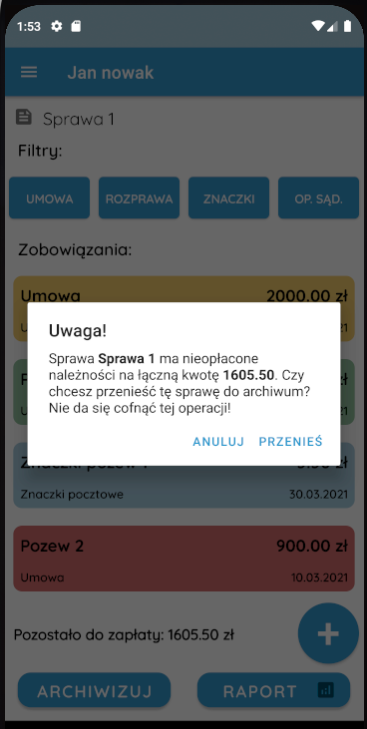 1:53
Jan nowak
Sprawa 1
Filtry:
UMOWA ROZPRAWA ZNACZKI OP. SĄD.
Zobowiązania:
Umowa 2000.00 zł
Uwaga!
Sprawa Sprawa 1 ma nieopłacone
należności na łączną kwotę 1605.50. Czy
chcesz przenieść tę sprawę do archiwum?
Nie da się cofnąć tej operacji!
ANULUJ PRZENIEŚ
Znaczki pocztowe 30.03.2021
Pozew 2 900.00 zł
Umowa 10.03.2021
Pozostało do zapłaty: 1605.50 zł
ARCHIWIZUJ RAPORT